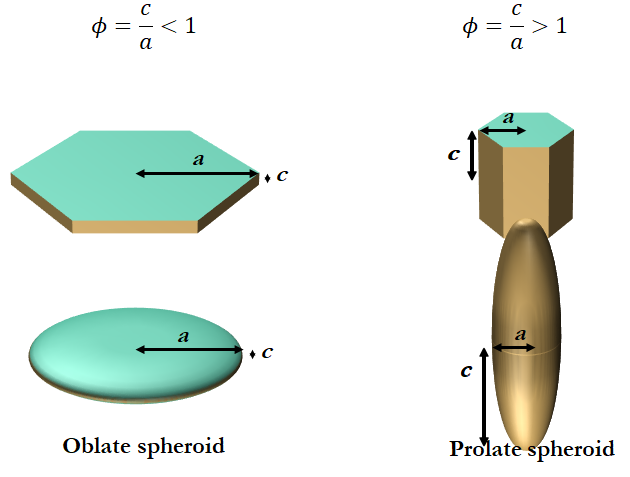 ϕ = c/a < 1
ϕ = c/a > 1
a
c
a
c
a
c
a
c
Oblate spheroid
Prolate spheroid